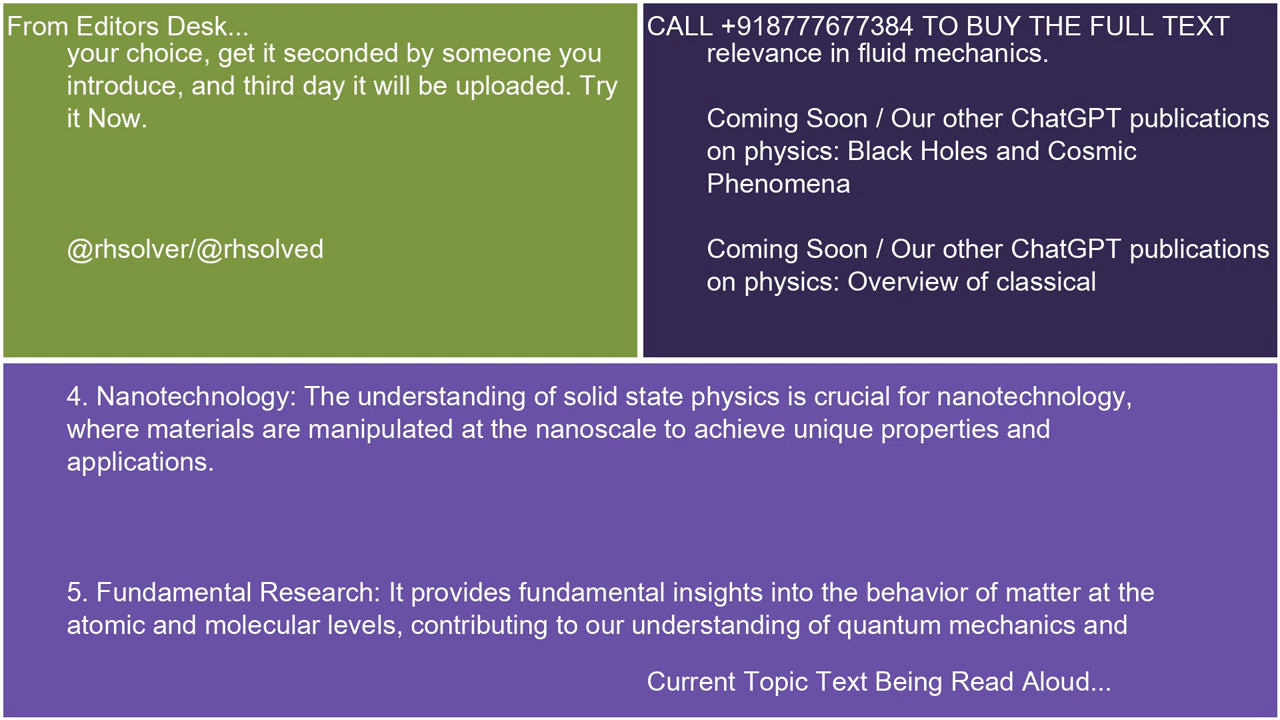 From Editors Desk...
your choice, get it seconded by someone you
introduce, and third day it will be uploaded. Try
it Now.
@rhsolver/@rhsolved
CALL +918777677384 TO BUY THE FULL TEXT
relevance in fluid mechanics.
Coming Soon / Our other ChatGPT publications
on physics: Black Holes and Cosmic
Phenomena
Coming Soon / Our other ChatGPT publications
on physics: Overview of classical
4. Nanotechnology: The understanding of solid state physics is crucial for nanotechnology,
where materials are manipulated at the nanoscale to achieve unique properties and
applications.
5. Fundamental Research: It provides fundamental insights into the behavior of matter at the
atomic and molecular levels, contributing to our understanding of quantum mechanics and
Current Topic Text Being Read Aloud...